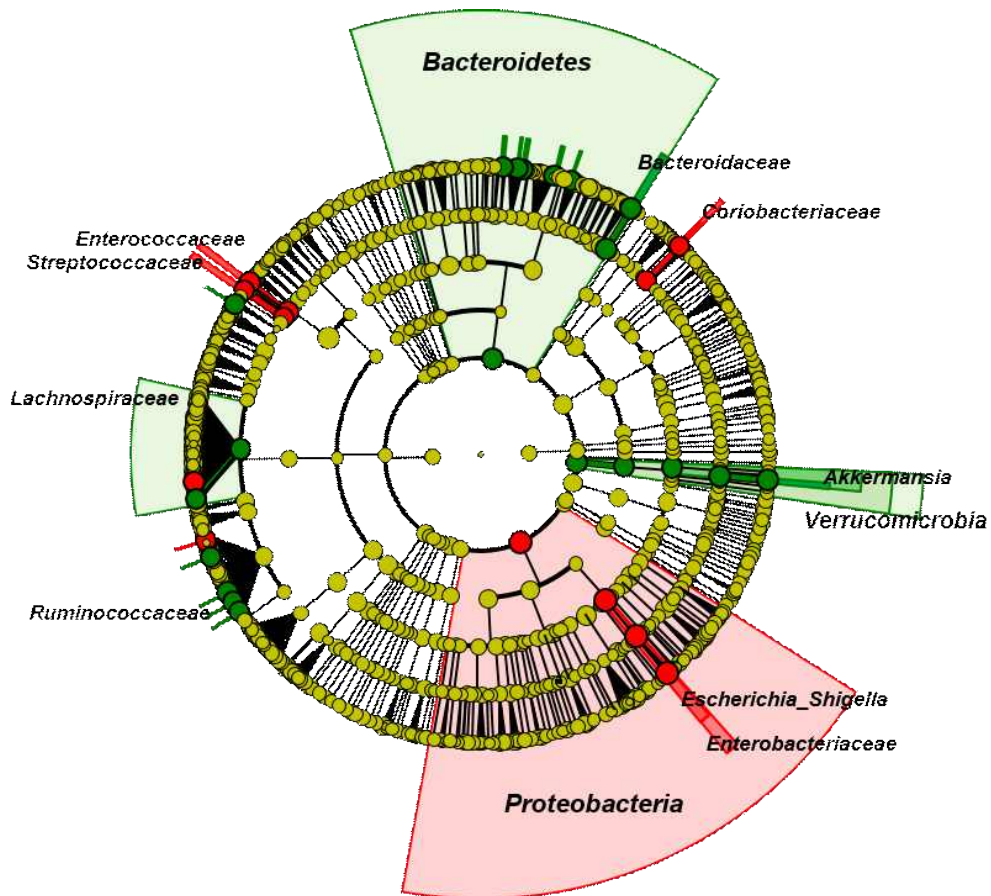 Bacteroidetes
Bacteroidaceae
Coriobacteriaceae
Enterococcaceae
Streptococcaceae
Lachnospiraceae
Akkermansia
Verrucomicrobia
Ruminococcaceae
Escherichia_Shigella
Enterobacteriaceae
Proteobacteria